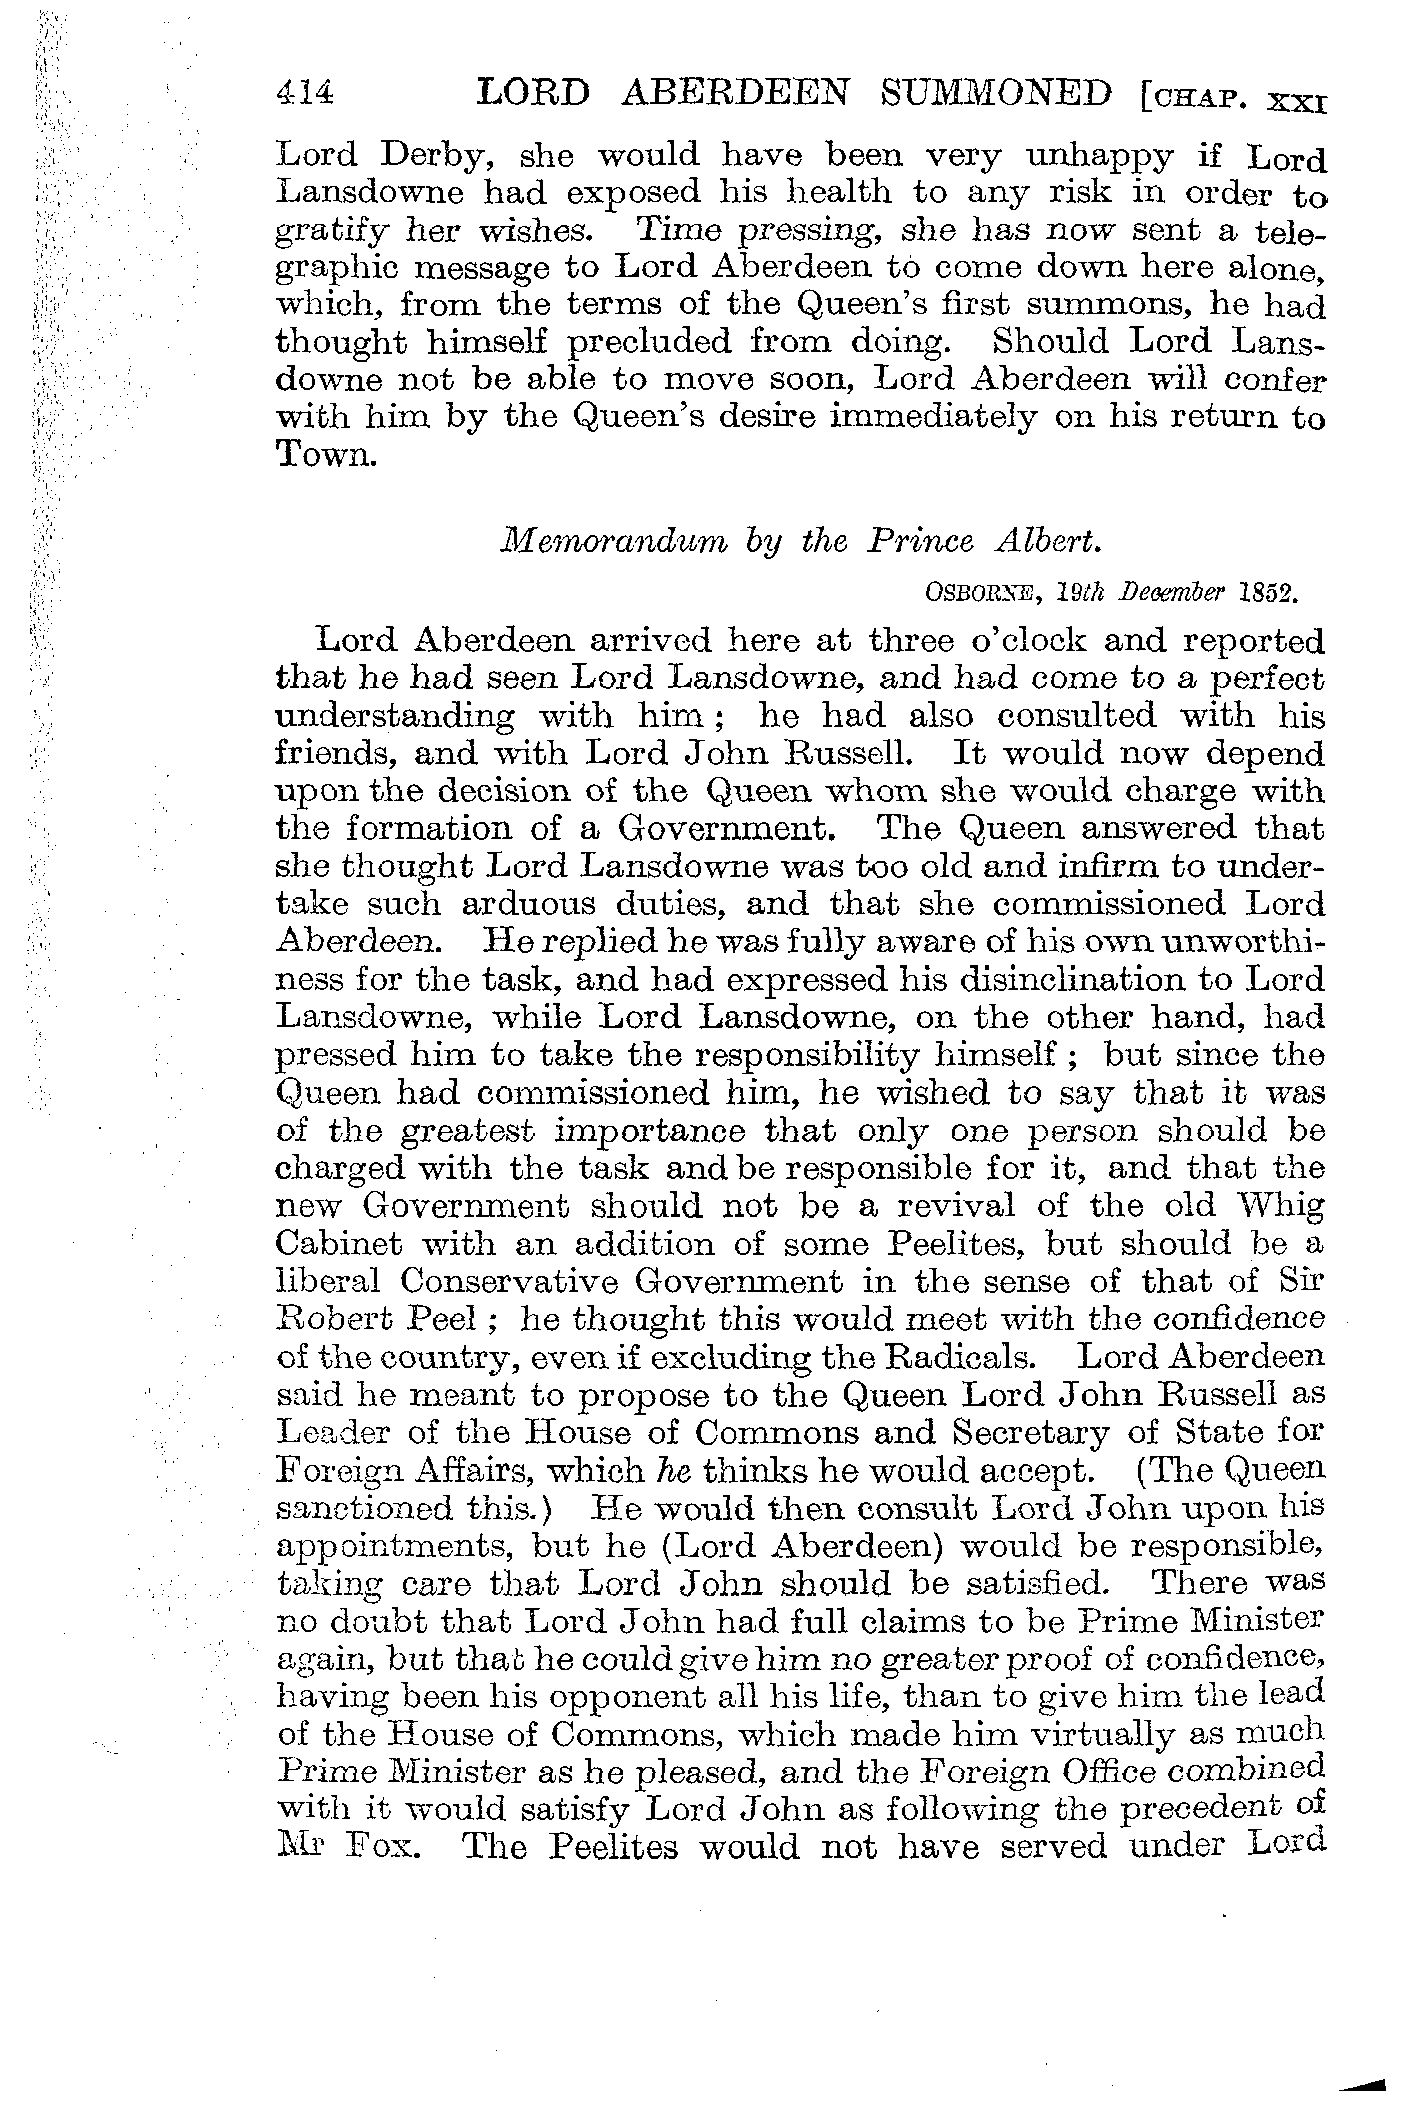 414 LORD ABERDEEN SUMMONED [CHAP. XXI
Lord Derby, she would have been very unhappy if Lord
Lansdowne had exposed his health to any risk in order to
gratify her wishes. Time pressing, she has now sent a tele-
graphic message to Lord Aberdeen to come down here alone,
which, from the terms of the Queen's first summons, he had
thought himself precluded from doing. Should Lord Lans-
downe not be able to move soon, Lord Aberdeen will confer
with him by the Queen's desire immediately on his return to
Town.
Memorandum by the Prince Albert.
OSBORNE, 19th December 1852.
Lord Aberdeen arrived here at three o'clock and reported
that he had seen Lord Lansdowne, and had come to a perfect
understanding with him ; he had also consulted with his
friends, and with Lord John Russell. It would now depend
upon the decision of the Queen whom she would charge with
the formation of a Government. The Queen answered that
she thought Lord Lansdowne was too old and infirm to under-
take such arduous duties, and that she commissioned Lord
Aberdeen. He replied he was fully aware of his own unworthi-
ness for the task, and had expressed his disinclination to Lord
Lansdowne, while Lord Lansdowne, on the other hand, had
pressed him to take the responsibility himself ; but since the
Queen had commissioned him, he wished to say that it was
of the greatest importance that only one person should be
charged with the task and be responsible for it, and that the
new Government should not be a revival of the old Whig
Cabinet with an addition of some Peelites, but should be a
liberal Conservative Government in the sense of that of Sir
Robert Peel ; he thought this would meet with the confidence
of the country, even if excluding the Radicals. Lord Aberdeen
said he meant to propose to the Queen Lord John Russell as
Leader of the House of Commons and Secretary of State for
Foreign Affairs, which he thinks he would accept. (The Queen
sanctioned this.) He would then consult Lord John upon his
appointments, but he (Lord Aberdeen) would be responsible,
taking care that Lord John should be satisfied. There was
no doubt that Lord John had full claims to be Prime Minister
again, but that he could give him no greater proof of confidence,
having been his opponent all his life, than to give him the lead
of the House of Commons, which made him virtually as much
Prime Minister as he pleased, and the Foreign Office combined
with it would satisfy Lord John as following the precedent of
Mr Fox. The Peelites would not have served under Lord